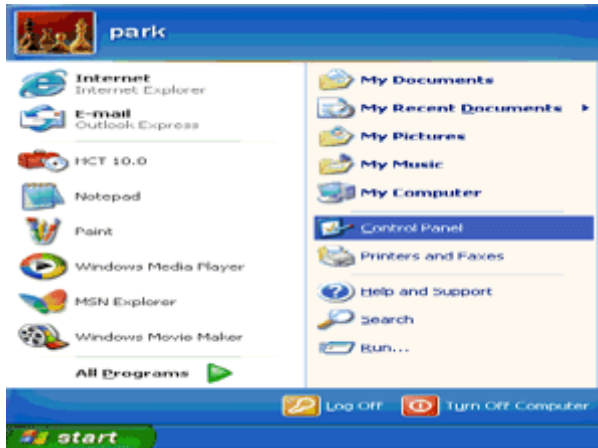 park
Internet
Internet Explorer
E-mail
Outlook Express
HCT 10.0
Notepad
Paint
Windows Media Player
MSN Explorer
Windows Movie Maker
All Programs
My Documents
My Recent Documents
My Pictures
My Music
My Computer
Control Panel
Printers and Faxes
Help and Support
Search
Run...
Log Off
Turn Off Computer
start